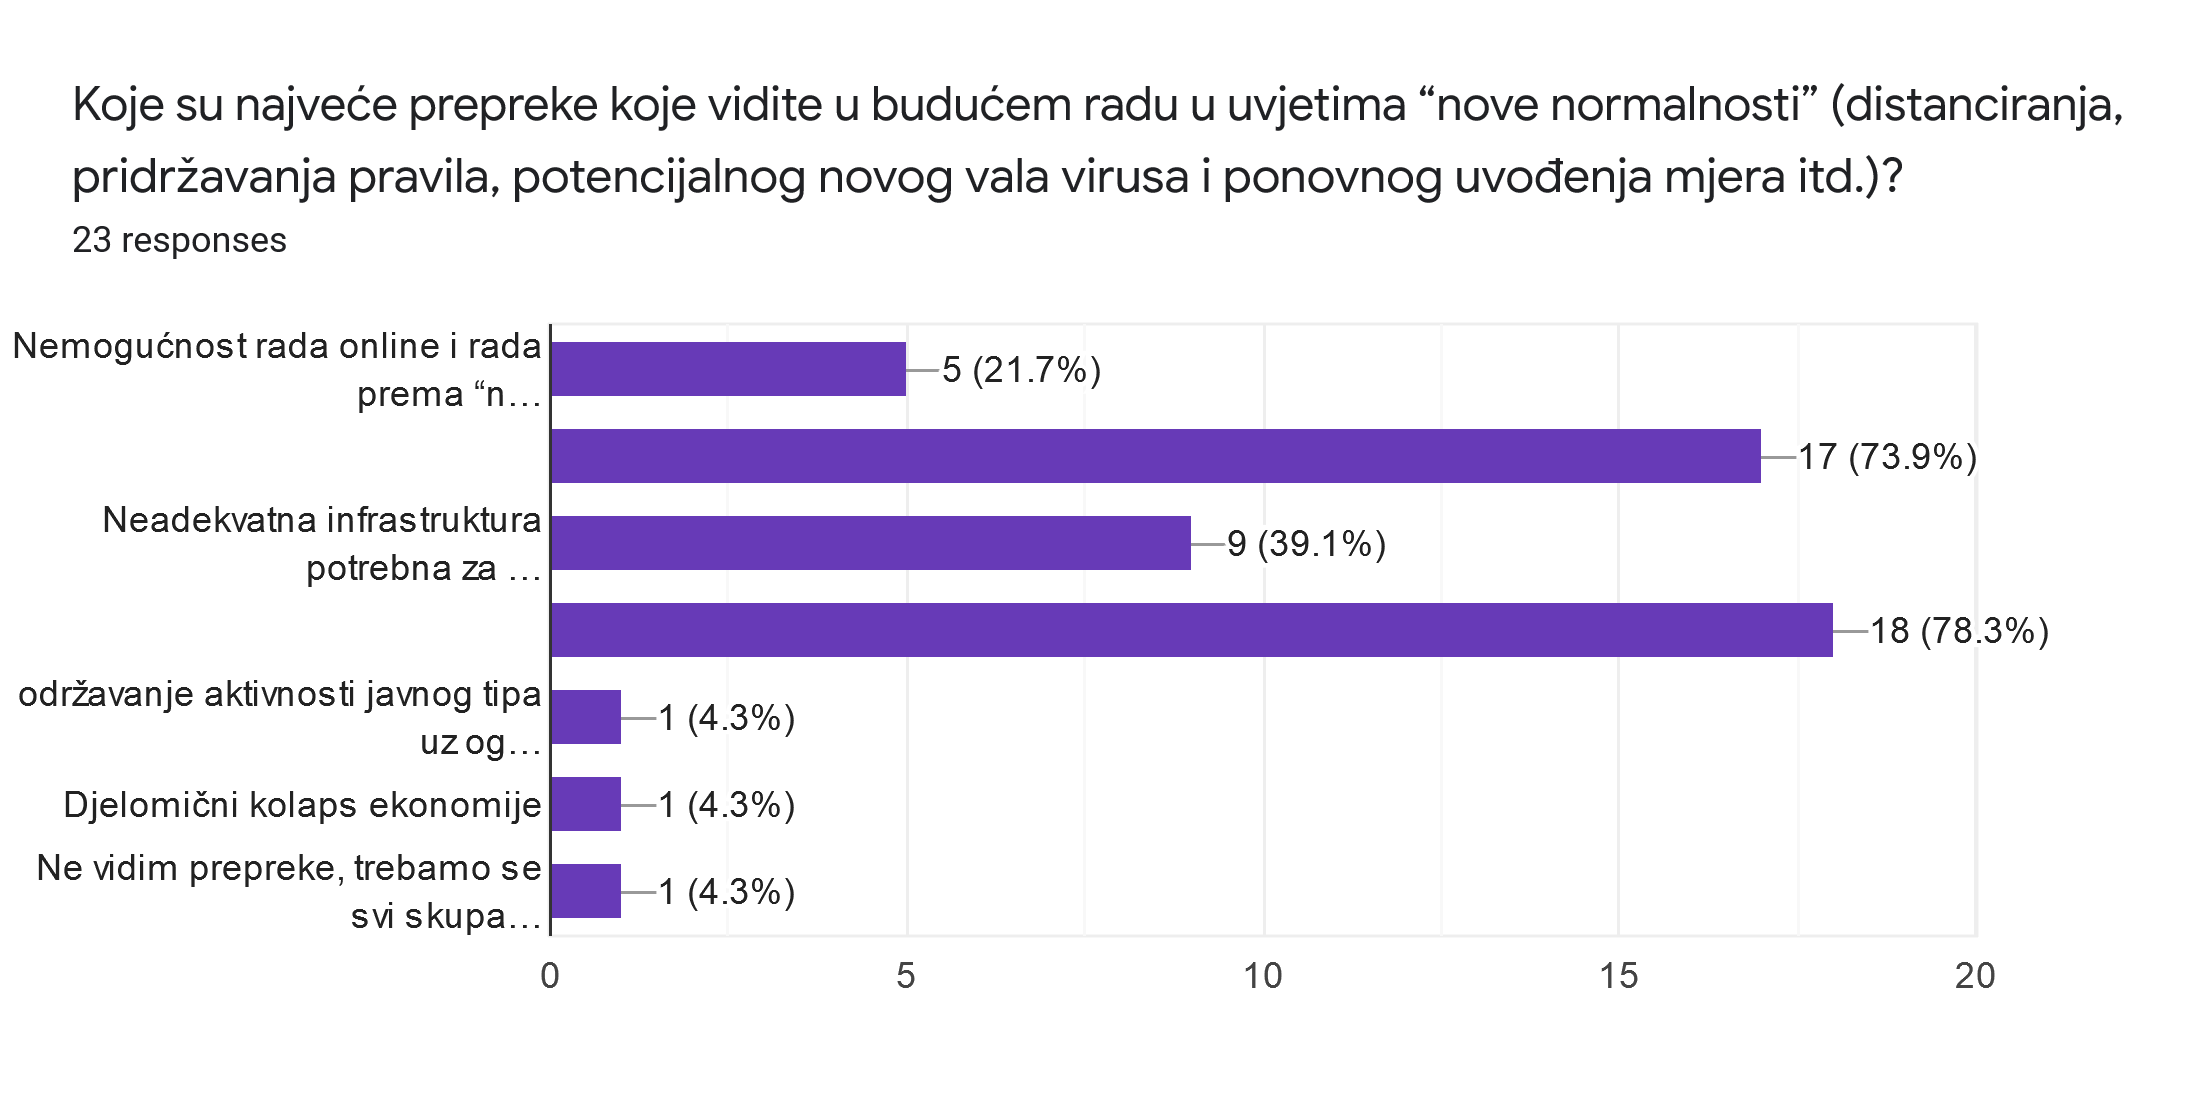 Koje su najveće prepreke koje vidite u budućem radu u uvjetima “nove normalnosti” (distanciranja,
pridržavanja pravila, potencijalnog novog vala virusa i ponovnog uvođenja mjera itd.)?
23 responses
Nemogućnost rada online i rada
prema “n…
5 (21.7%)
17 (73.9%)
Neadekvatna infrastruktura
potrebna za …
9 (39.1%)
18 (78.3%)
održavanje aktivnosti javnog tipa
uz og…
1 (4.3%)
Djelomični kolaps ekonomije
1 (4.3%)
Ne vidim prepreke, trebamo se
svi skupa…
1 (4.3%)
0 5 10 15 20